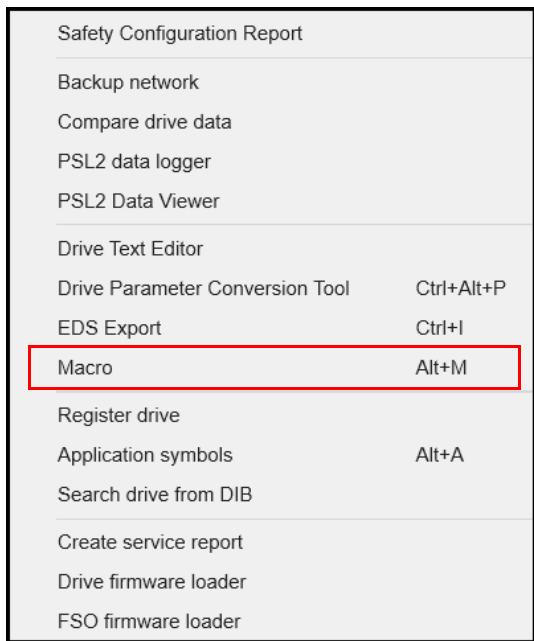 Safety Configuration Report
Backup network
Compare drive data
PSL2 data logger
PSL2 Data Viewer
Drive Text Editor
Drive Parameter Conversion Tool Ctrl+Alt+P
EDS Export Ctrl+I
Macro Alt+M
Register drive
Application symbols Alt+A
Search drive from DIB
Create service report
Drive firmware loader
FSO firmware loader